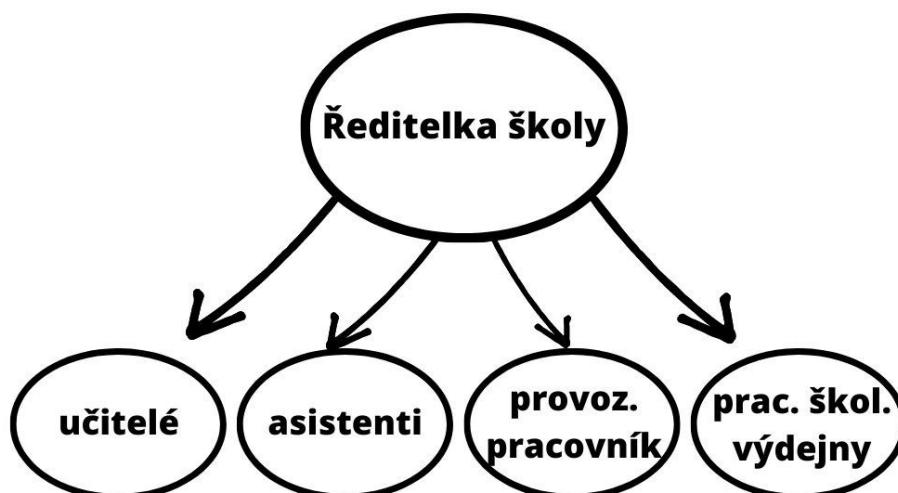 Ředitelka školy
učitelé
asistenti
provoz.
pracovník
prac. škol.
výdejny